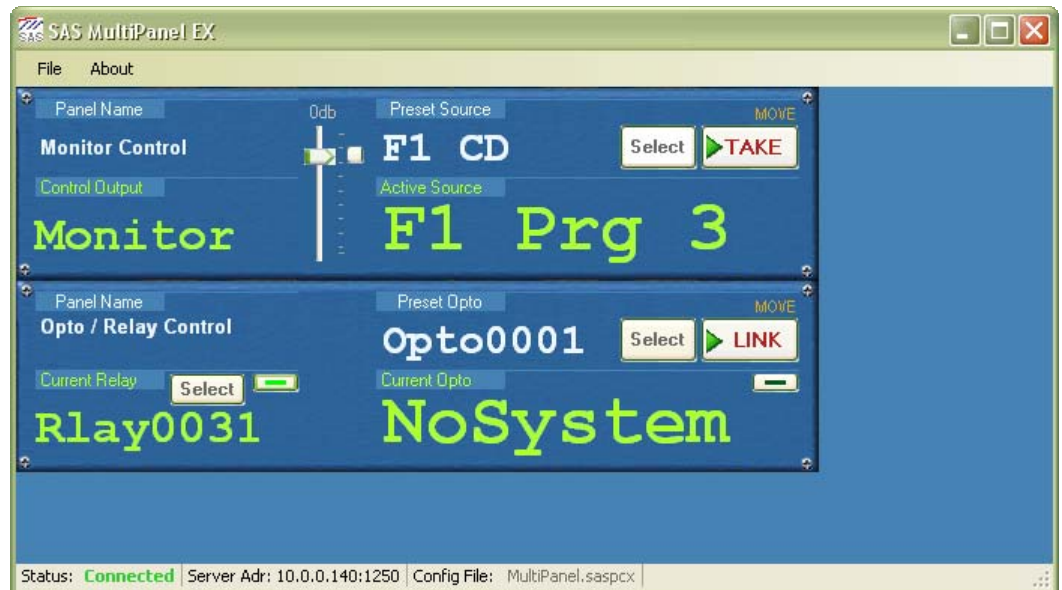 SAS MultiPanel EX
File About
Panel Name
0db
Preset Source
MOVE
Monitor Control
F1 CD
Select
TAKE
Control Output
Active Source
Monitor
F1 Prg 3
Panel Name
Preset Opto
MOVE
Opto / Relay Control
Opto0001
Select
LINK
Current Relay
Select
Current Opto
Rlay0031
NoSystem
Status: Connected Server Adr: 10.0.0.140:1250 Config File: MultiPanel.saspcx